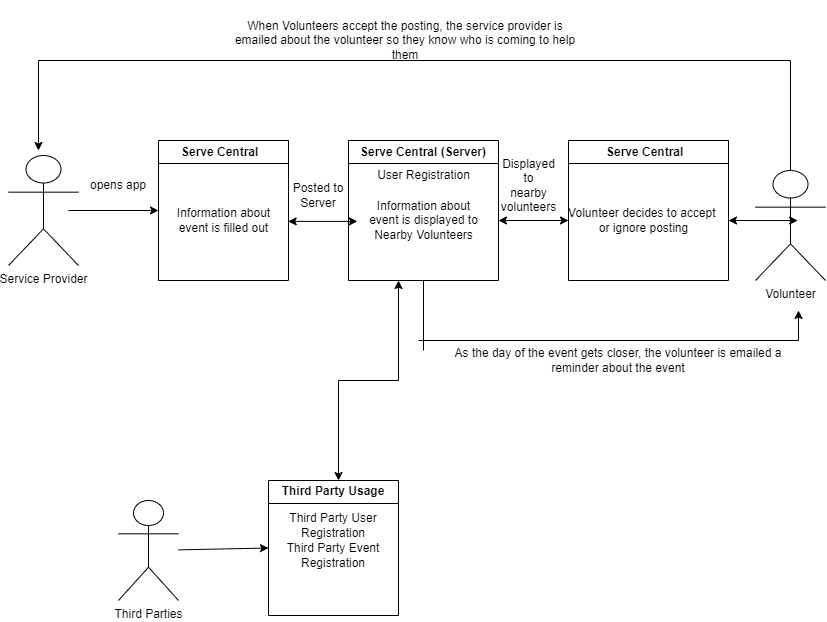 When Volunteers accept the posting, the service provider is
emailed about the volunteer so they know who is coming to help
them
Serve Central
Information about
event is filled out
Serve Central (Server)
User Registration
Information about
event is displayed to
Nearby Volunteers
Serve Central
Volunteer decides to accept
or ignore posting
opens app
Posted to
Server
Displayed
to
nearby
volunteers
Service Provider
Volunteer
As the day of the event gets closer, the volunteer is emailed a
reminder about the event
Third Party Usage
Third Party User
Registration
Third Party Event
Registration
Third Parties